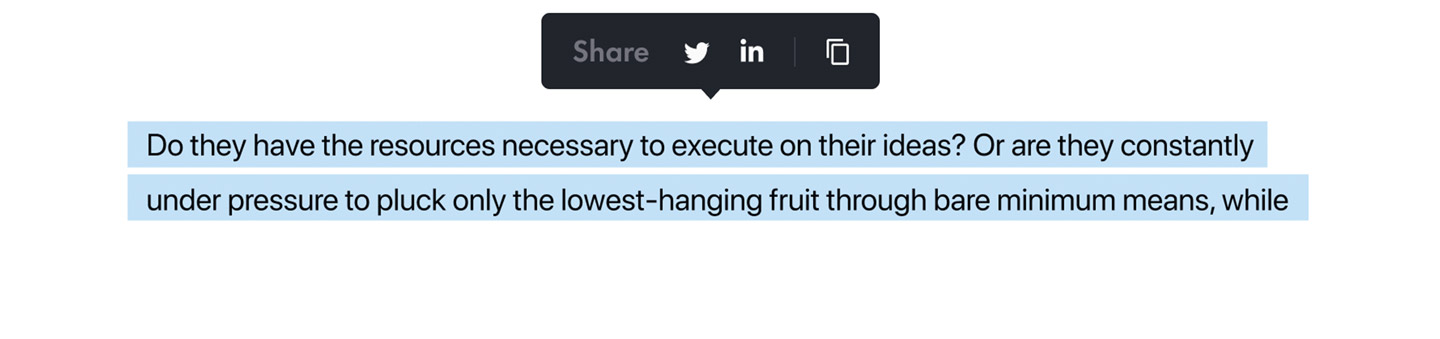 Share
Do they have the resources necessary to execute on their ideas? Or are they constantly
under pressure to pluck only the lowest-hanging fruit through bare minimum means, while